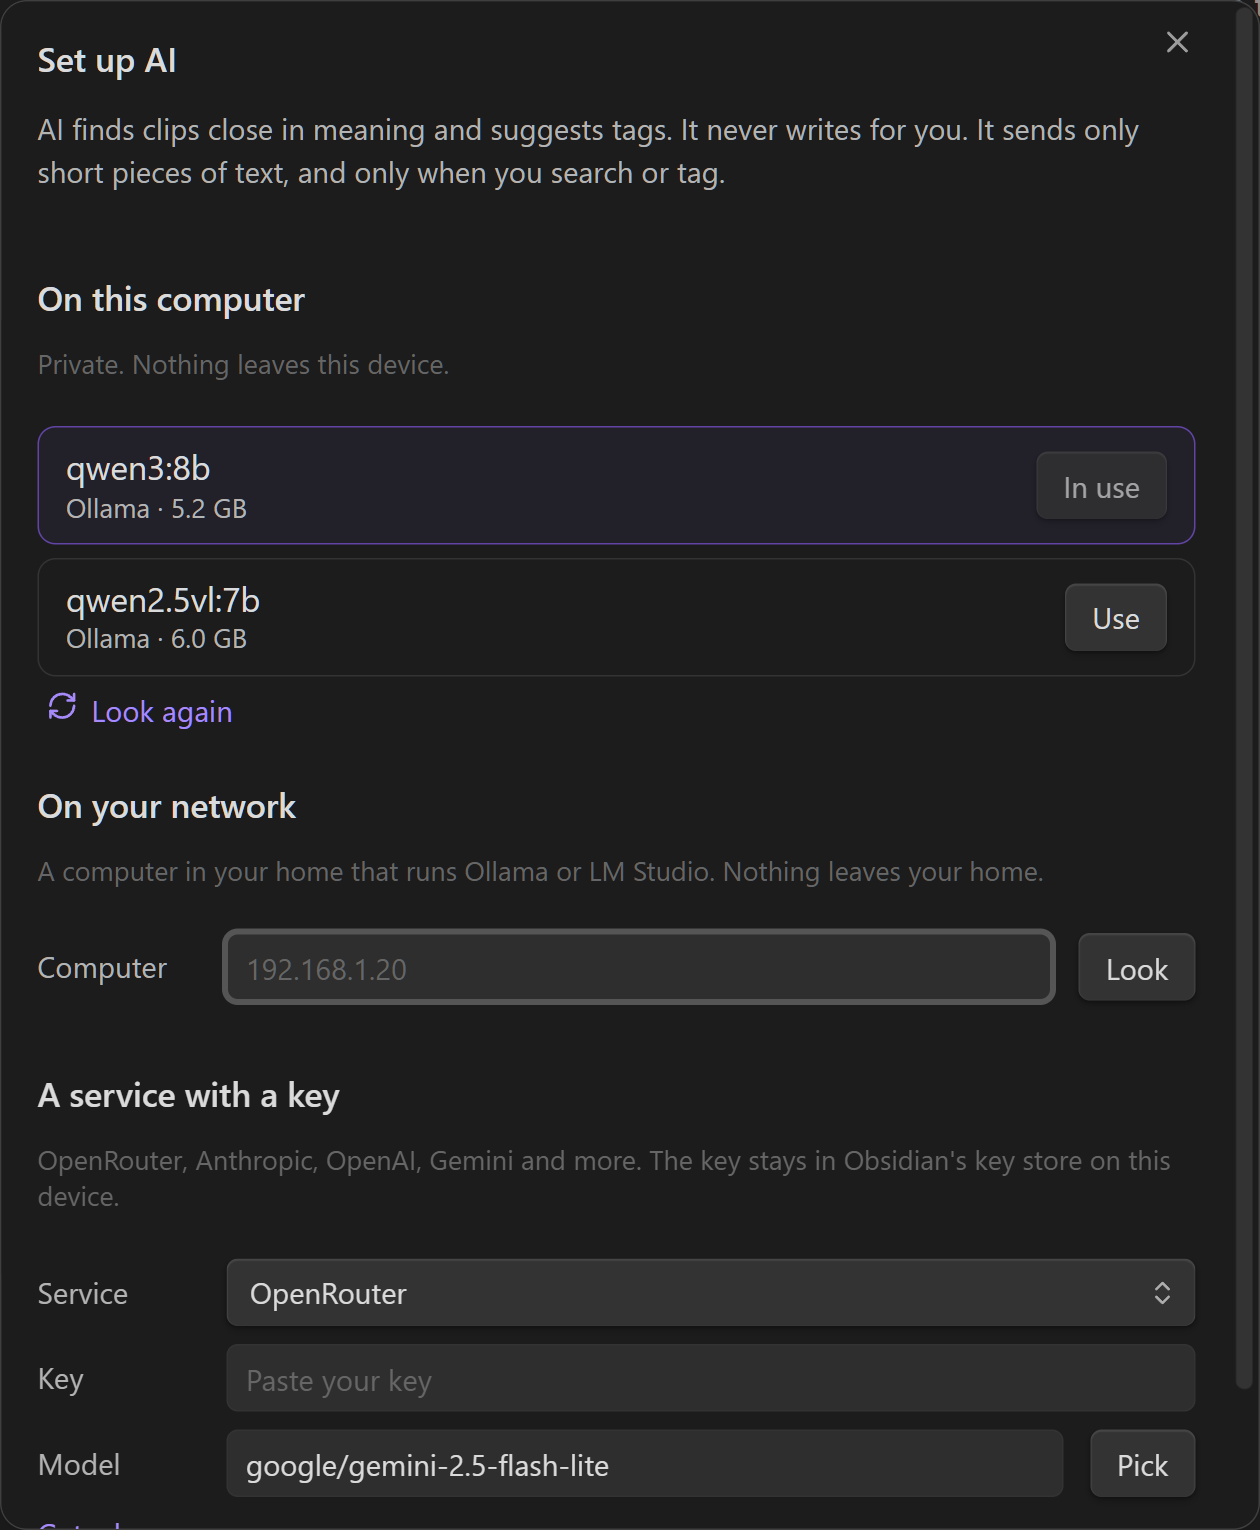 Set up AI
AI finds clips close in meaning and suggests tags. It never writes for you. It sends only
short pieces of text, and only when you search or tag.
On this computer
Private. Nothing leaves this device.
qwen3:8b
Ollama · 5.2 GB
In use
qwen2.5vl:7b
Ollama · 6.0 GB
Use
Look again
On your network
A computer in your home that runs Ollama or LM Studio. Nothing leaves your home.
Computer
192.168.1.20
Look
A service with a key
OpenRouter, Anthropic, OpenAI, Gemini and more. The key stays in Obsidian's key store on this
device.
Service
OpenRouter
Key
Paste your key
Model
google/gemini-2.5-flash-lite
Pick